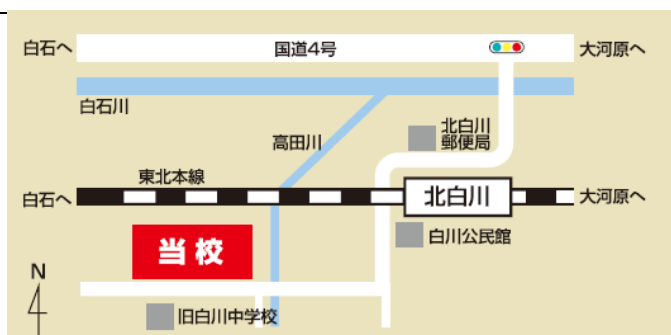 白石へ
国道4号
大河原へ
白石川
高田川
北白川
郵便局
東北本線
白石へ
北白川
大河原へ
当校
白川公民館
N
旧白川中学校